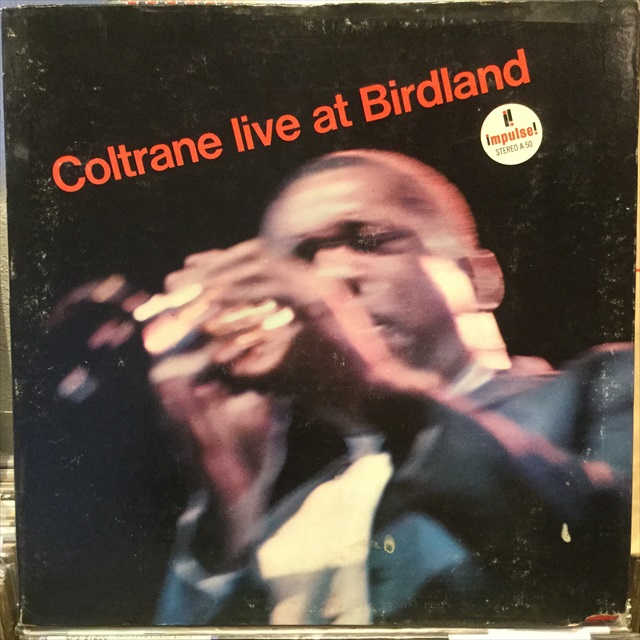 Coltrane live at Birdland
i!
impulse!
STEREO A-50